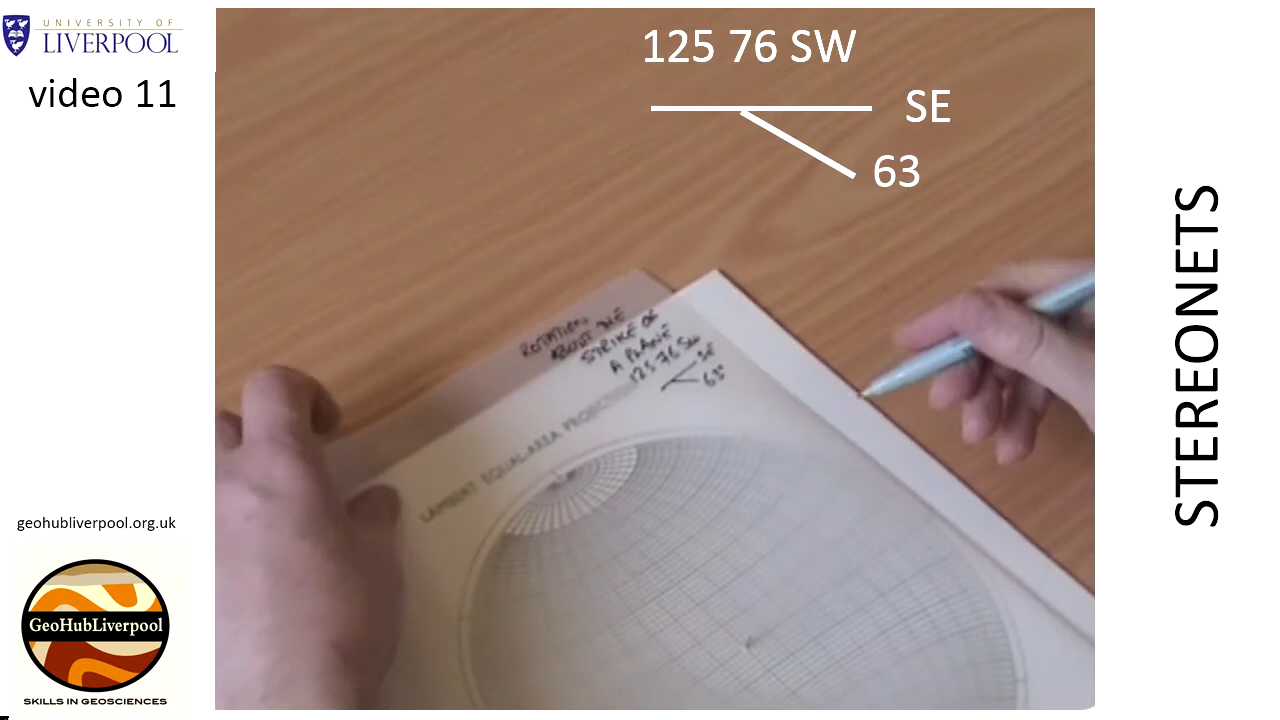 UNIVERSITY OF
LIVERPOOL
video 11
125 76 SW
SE
63
ROTATION
ABOUT THE
STRIKE OF
A PLANE
125 76 SW
SE
63°
LAMBERT EQUAL-AREA PROJECTION
STEREONETS
geohubliverpool.org.uk
GeoHubLiverpool
SKILLS IN GEOSCIENCES